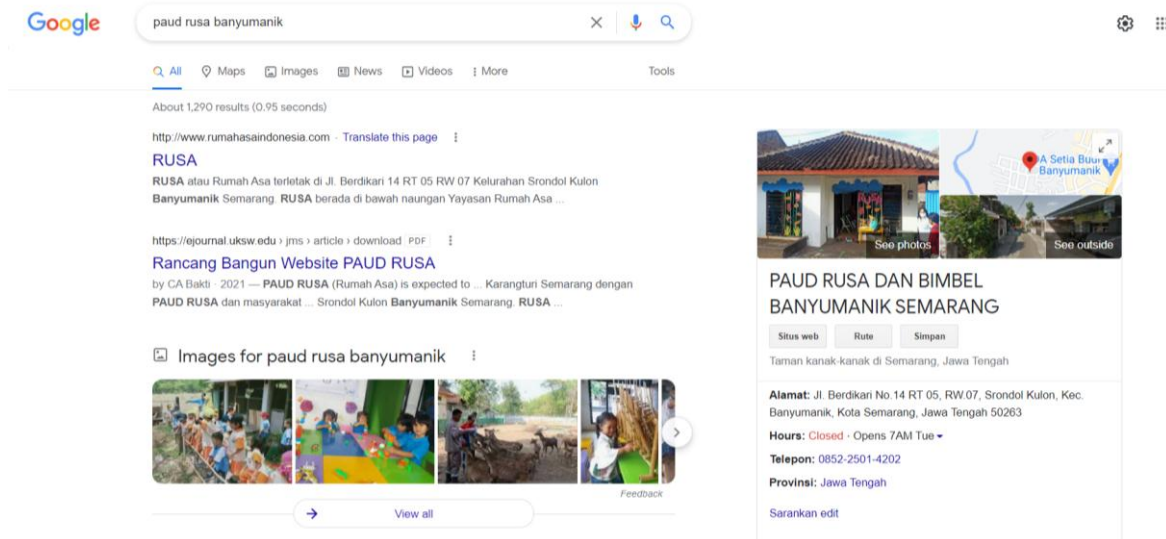 Google
paud rusa banyumanik
All Maps Images News Videos More Tools
About 1,290 results (0.95 seconds)
http://www.rumahasaindonesia.com · Translate this page
RUSA
RUSA atau Rumah Asa terletak di Jl. Berdikari 14 RT 05 RW 07 Kelurahan Srondol Kulon
Banyumanik Semarang. RUSA berada di bawah naungan Yayasan Rumah Asa ...
https://ejournal.uksw.edu › jms › article › download PDF
Rancang Bangun Website PAUD RUSA
by CA Bakti · 2021 — PAUD RUSA (Rumah Asa) is expected to ... Karangturi Semarang dengan
PAUD RUSA dan masyarakat ... Srondol Kulon Banyumanik Semarang. RUSA ...
Images for paud rusa banyumanik
Feedback
View all
A Setia Buu
Banyumanik
See photos
See outside
PAUD RUSA DAN BIMBEL
BANYUMANIK SEMARANG
Situs web Rute Simpan
Taman kanak-kanak di Semarang, Jawa Tengah
Alamat: Jl. Berdikari No.14 RT 05, RW.07, Srondol Kulon, Kec.
Banyumanik, Kota Semarang, Jawa Tengah 50263
Hours: Closed · Opens 7AM Tue
Telepon: 0852-2501-4202
Provinsi: Jawa Tengah
Sarankan edit